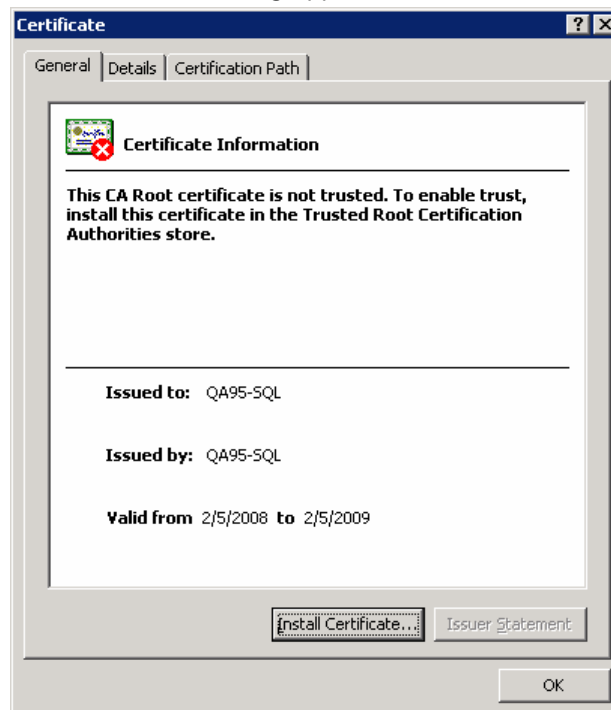 Certificate
General Details Certification Path
Certificate Information
This CA Root certificate is not trusted. To enable trust,
install this certificate in the Trusted Root Certification
Authorities store.
Issued to: QA95-SQL
Issued by: QA95-SQL
Valid from 2/5/2008 to 2/5/2009
Install Certificate... Issuer Statement
OK